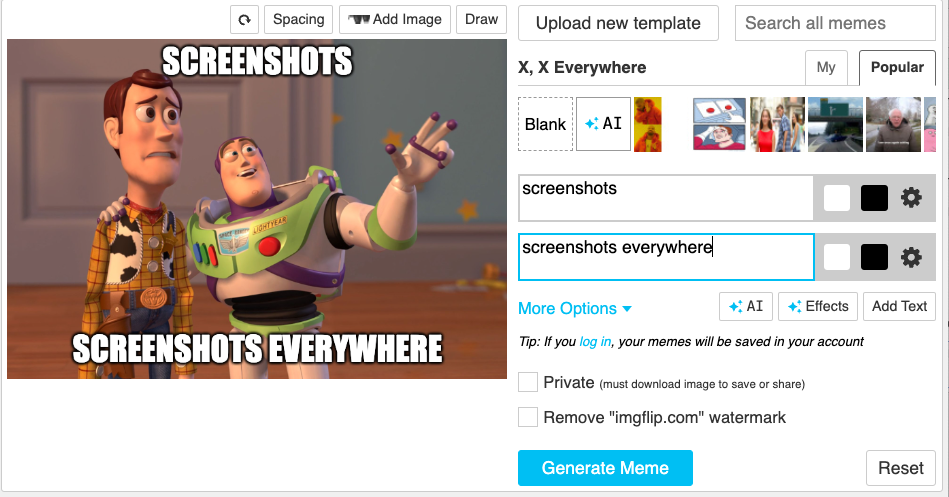 Spacing
Add Image
Draw
Upload new template
Search all memes
SCREENSHOTS
X, X Everywhere
My
Popular
Blank
AI
SPACE
LIGHTYEAR
screenshots
screenshots everywhere
SCREENSHOTS EVERYWHERE
More Options
AI
Effects
Add Text
Tip: If you log in, your memes will be saved in your account
Private (must download image to save or share)
Remove "imgflip.com" watermark
Generate Meme
Reset